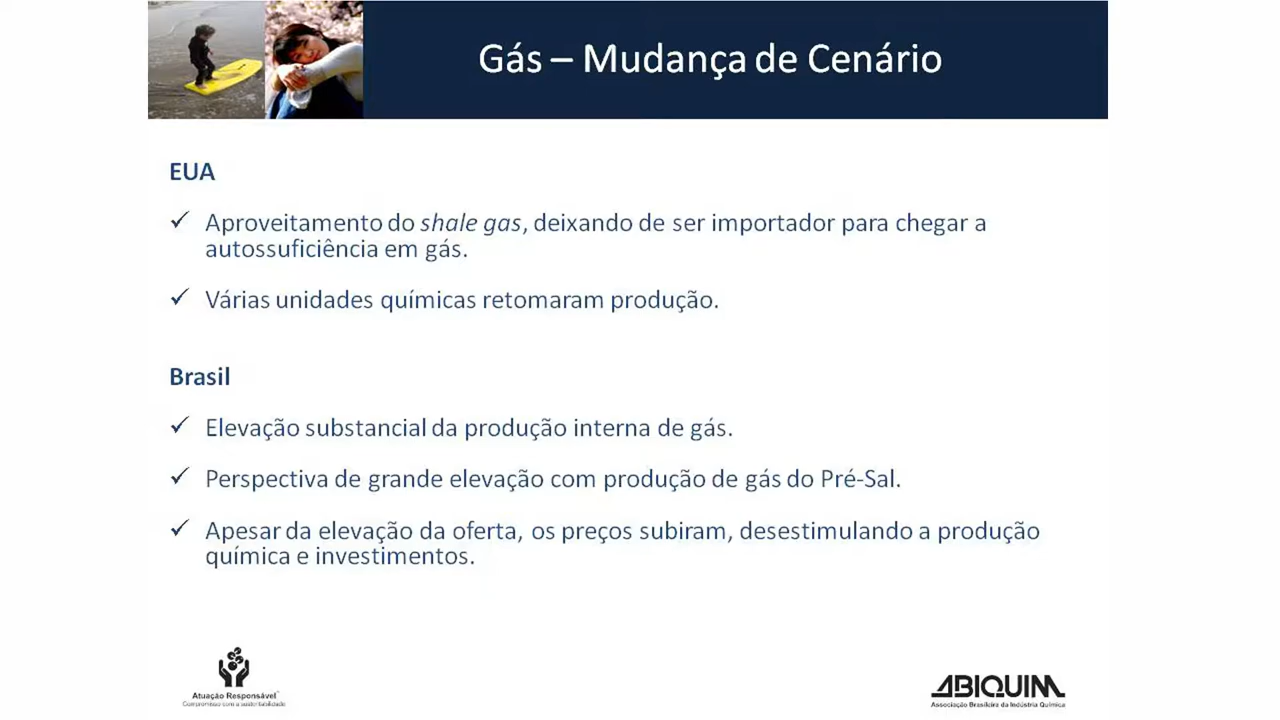 Gás – Mudança de Cenário
EUA
✓ Aproveitamento do shale gas, deixando de ser importador para chegar a
autossuficiência em gás.
✓ Várias unidades químicas retomaram produção.
Brasil
✓ Elevação substancial da produção interna de gás.
✓ Perspectiva de grande elevação com produção de gás do Pré-Sal.
✓ Apesar da elevação da oferta, os preços subiram, desestimulando a produção
química e investimentos.
Atuação Responsável
Compromisso com a sustentabilidade
ABIQUIM
Associação Brasileira da Indústria Química